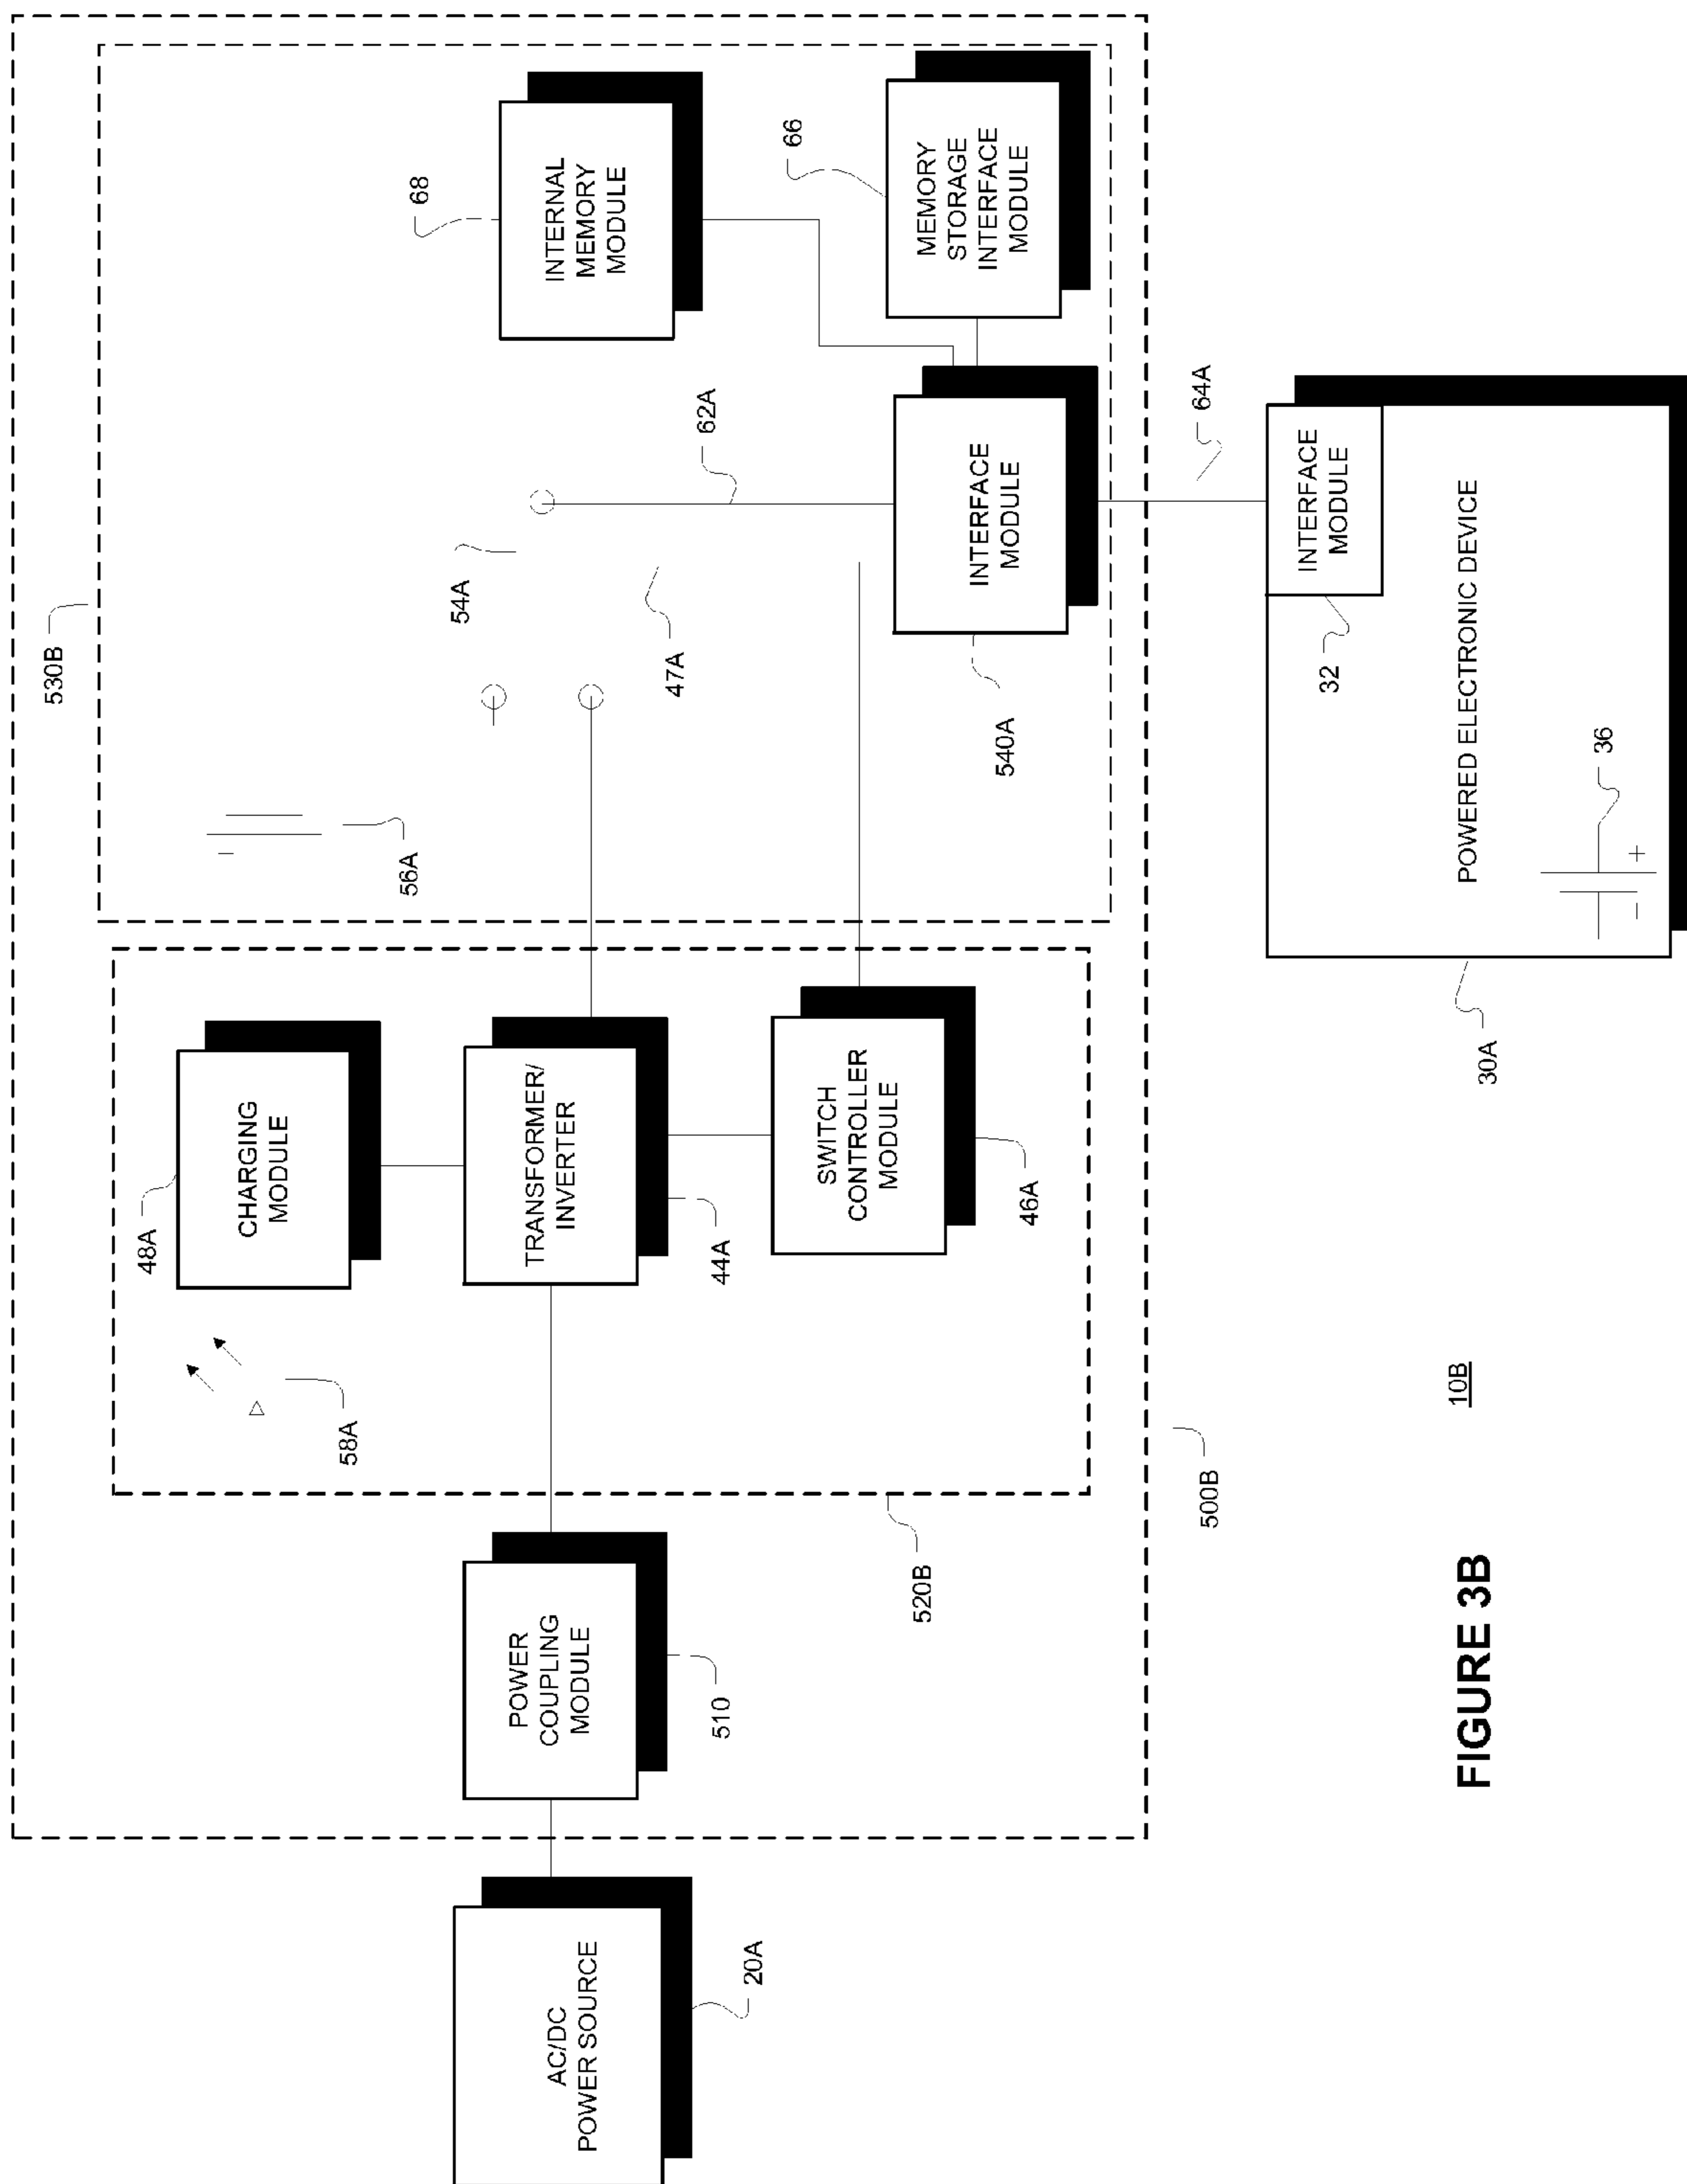 530B
68
INTERNAL
MEMORY
MODULE
66
MEMORY
STORAGE
INTERFACE
MODULE
54A
62A
47A
56A
540A
INTERFACE
MODULE
64A
INTERFACE
MODULE
32
POWERED ELECTRONIC DEVICE
36
30A
48A
CHARGING
MODULE
58A
TRANSFORMER/
INVERTER
44A
SWITCH
CONTROLLER
MODULE
46A
520B
500B
POWER
COUPLING
MODULE
510
AC/DC
POWER SOURCE
20A
10B
FIGURE 3B